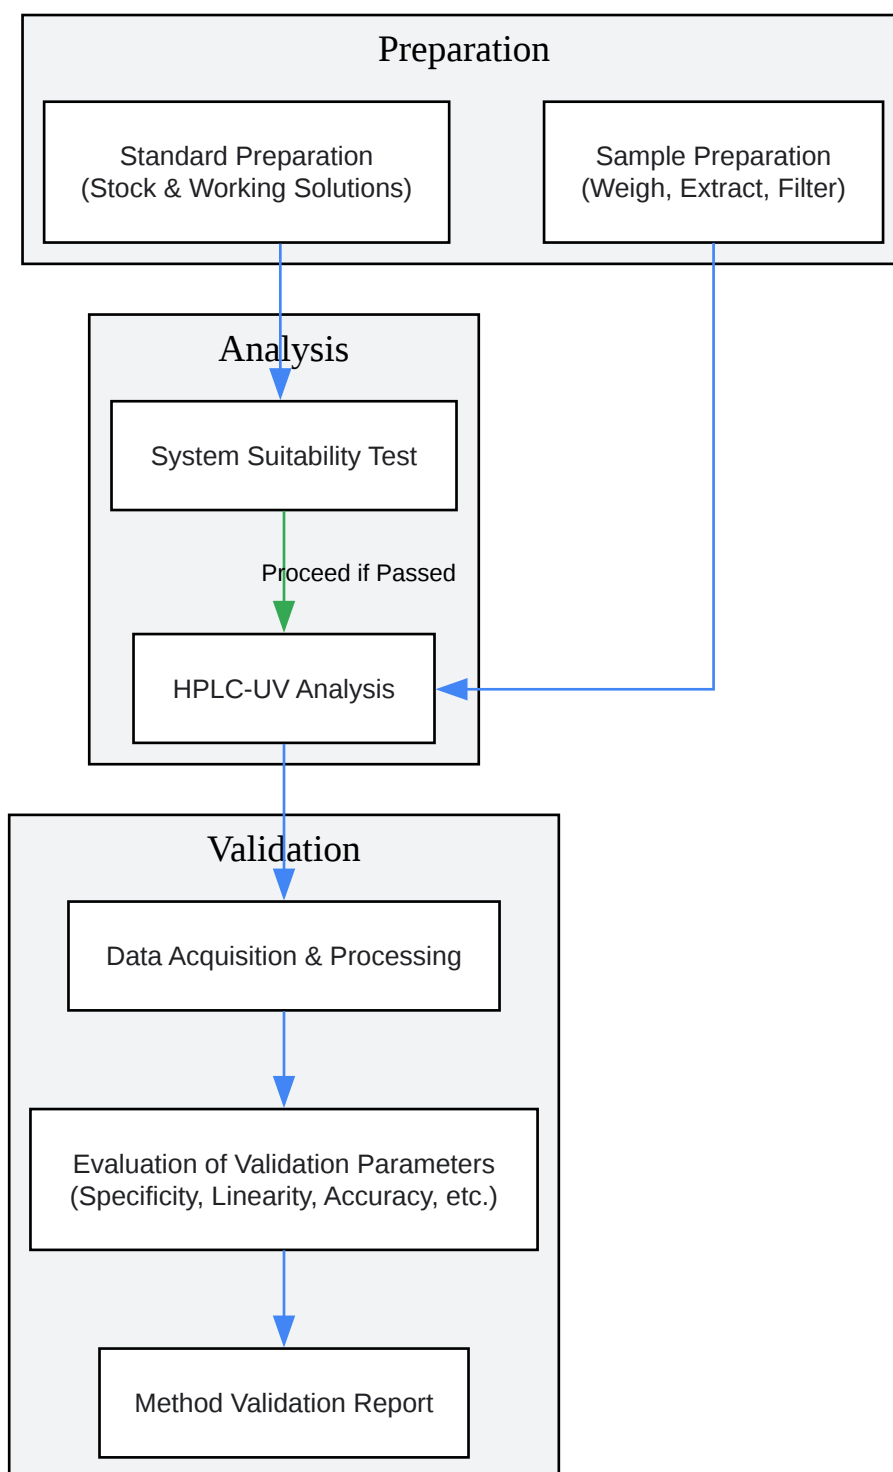 Preparation
Standard Preparation
(Stock & Working Solutions)
Sample Preparation
(Weigh, Extract, Filter)
Analysis
System Suitability Test
Proceed if Passed
HPLC-UV Analysis
Validation
Data Acquisition & Processing
Evaluation of Validation Parameters
(Specificity, Linearity, Accuracy, etc.)
Method Validation Report